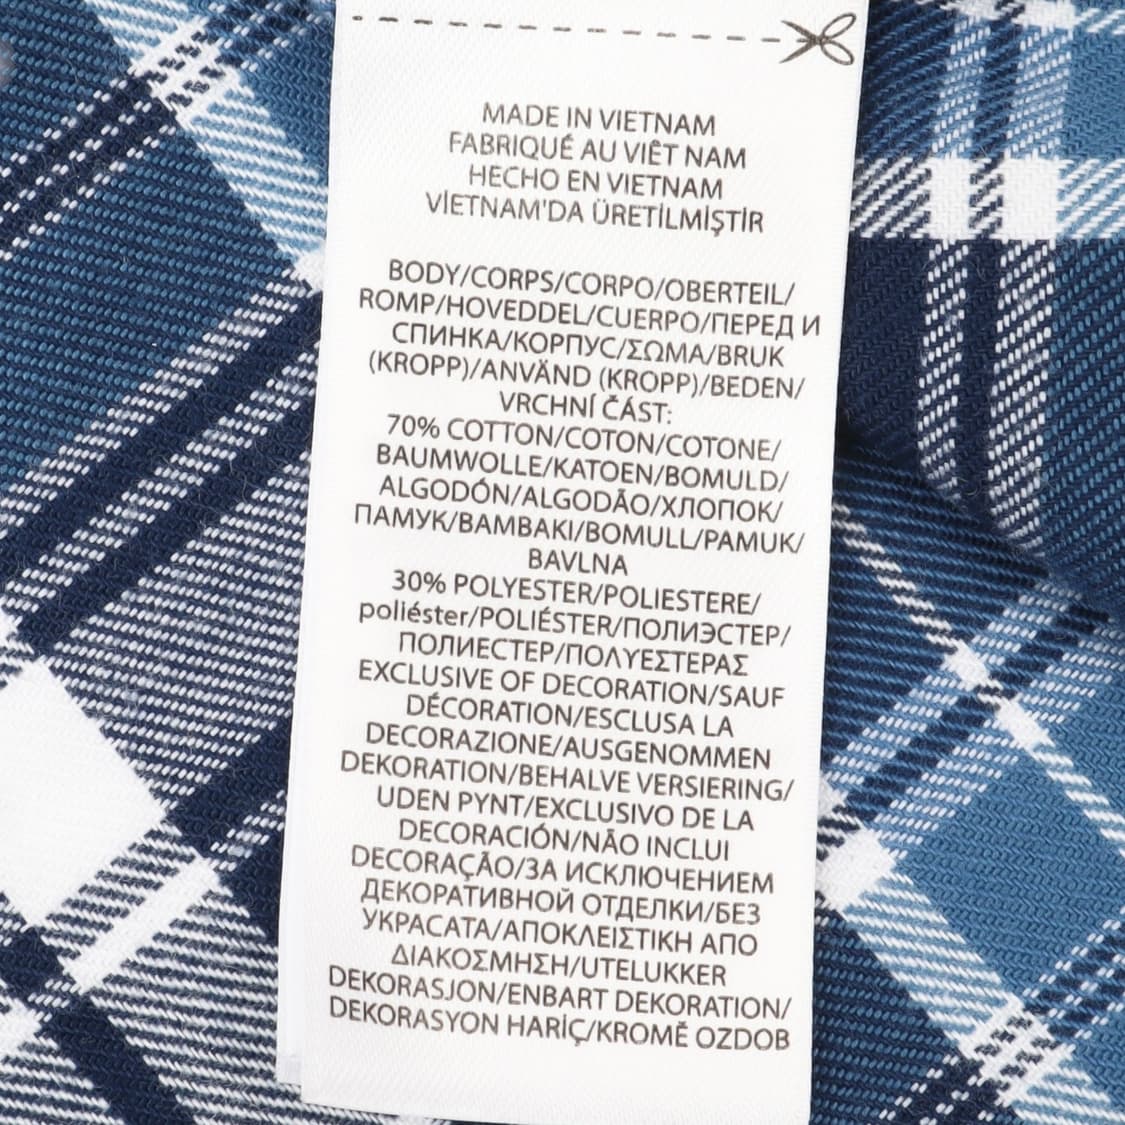 MADE IN VIETNAM
FABRIQUÉ AU VIÊT NAM
HECHO EN VIETNAM
VİETNAM'DA ÜRETİLMİŞTİR
BODY/CORPS/CORPO/OBERTEIL/
ROMP/HOVEDDEL/CUERPO/ПЕРЕД И
СПИНКА/КОРПУС/ΣΩΜΑ/BRUK
(KROPP)/ANVÄND (KROPP)/BEDEN/
VRCHNÍ ČÁST:
70% COTTON/COTON/COTONE/
BAUMWOLLE/KATOEN/BOMULD/
ALGODÓN/ALGODÃO/ХЛОПОК/
ПАМУК/ΒΑΜΒΑΚΙ/BOMULL/PAMUK/
BAVLNA
30% POLYESTER/POLIESTERE/
poliéster/POLIÉSTER/ПОЛИЭСТЕР/
ПОЛИЕСТЕР/ΠΟΛΥΕΣΤΕΡΑΣ
EXCLUSIVE OF DECORATION/SAUF
DÉCORATION/ESCLUSA LA
DECORAZIONE/AUSGENOMMEN
DEKORATION/BEHALVE VERSIERING/
UDEN PYNT/EXCLUSIVO DE LA
DECORACIÓN/NÃO INCLUI
DECORAÇÃO/ЗА ИСКЛЮЧЕНИЕМ
ДЕКОРАТИВНОЙ ОТДЕЛКИ/БЕЗ
УКРАСАТА/ΑΠΟΚΛΕΙΣΤΙΚΗ ΑΠΟ
ΔΙΑΚΟΣΜΗΣΗ/UTELUKKER
DEKORASJON/ENBART DEKORATION/
DEKORASYON HARİÇ/KROMĚ OZDOB